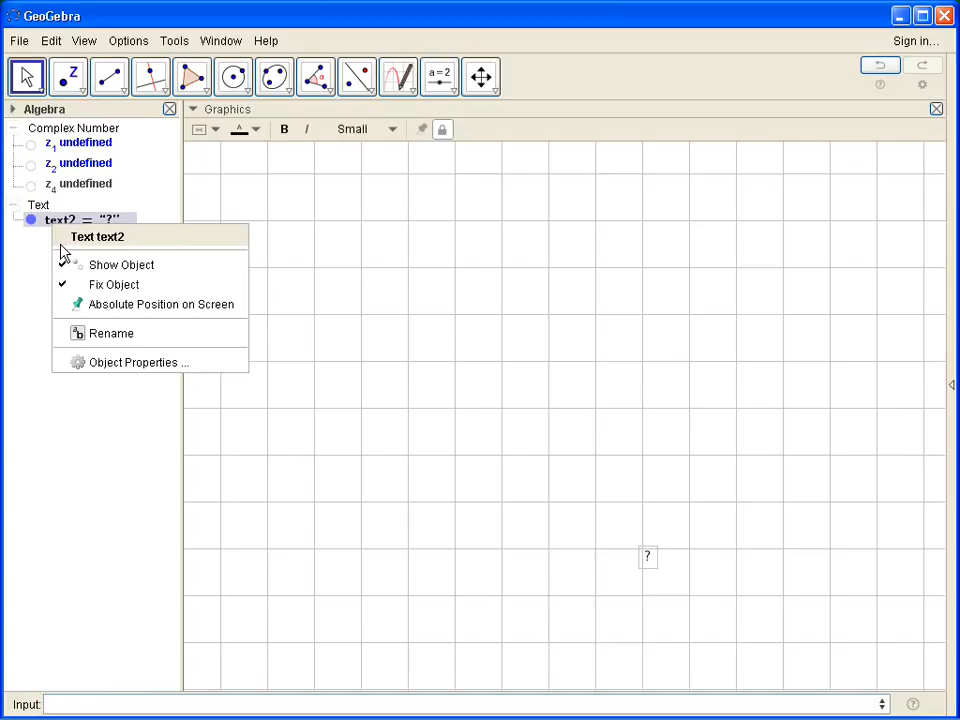 GeoGebra
File Edit View Options Tools Window Help Sign in...
Z a=2
Algebra
Graphics
Complex Number
A B I Small
z1 undefined
z2 undefined
z4 undefined
Text
text2 = “?”
Text text2
Show Object
Fix Object
Absolute Position on Screen
ab Rename
Object Properties ...
?
Input: